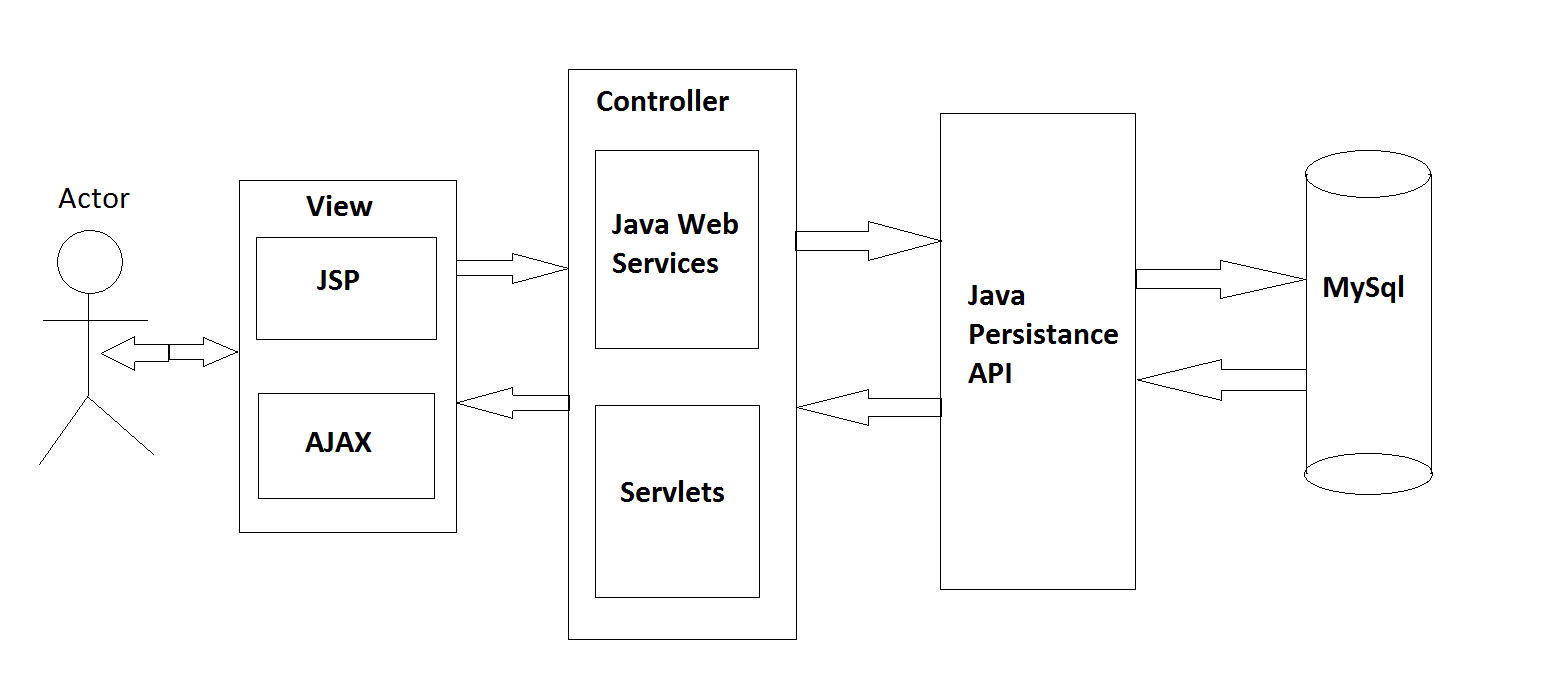 Actor
View
JSP
AJAX
Controller
Java Web
Services
Servlets
Java
Persistance
API
MySql